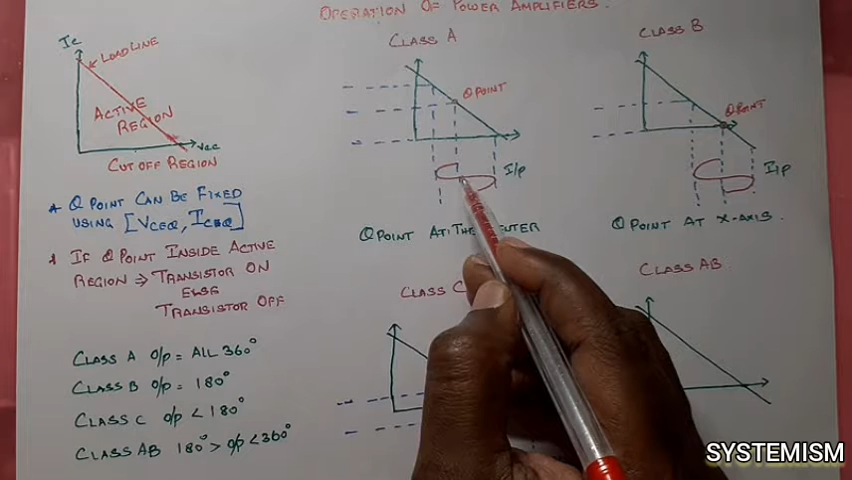 OPERATION OF POWER AMPLIFIERS.
IC
LOADLINE
ACTIVE
REGION
VCC
CUT OFF REGION
* Q POINT CAN BE FIXED
USING [VCEQ, ICEQ]
* IF Q POINT INSIDE ACTIVE
REGION → TRANSISTOR ON
ELSE
TRANSISTOR OFF
CLASS A O/P = ALL 360°
CLASS B O/P = 180°
CLASS C O/P < 180°
CLASS AB 180° > O/P < 360°
CLASS A
Q POINT
I/P
Q POINT AT THE CENTER
CLASS B
Q POINT
I/P
Q POINT AT X-AXIS.
CLASS C
CLASS AB.
SYSTEMISM